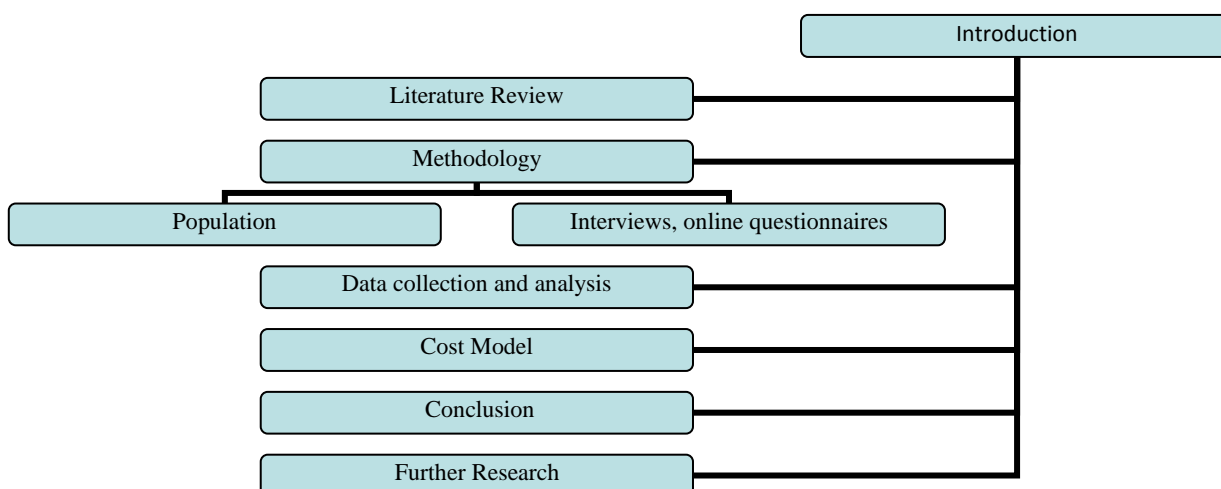 Introduction
Literature Review
Methodology
Population
Interviews, online questionnaires
Data collection and analysis
Cost Model
Conclusion
Further Research